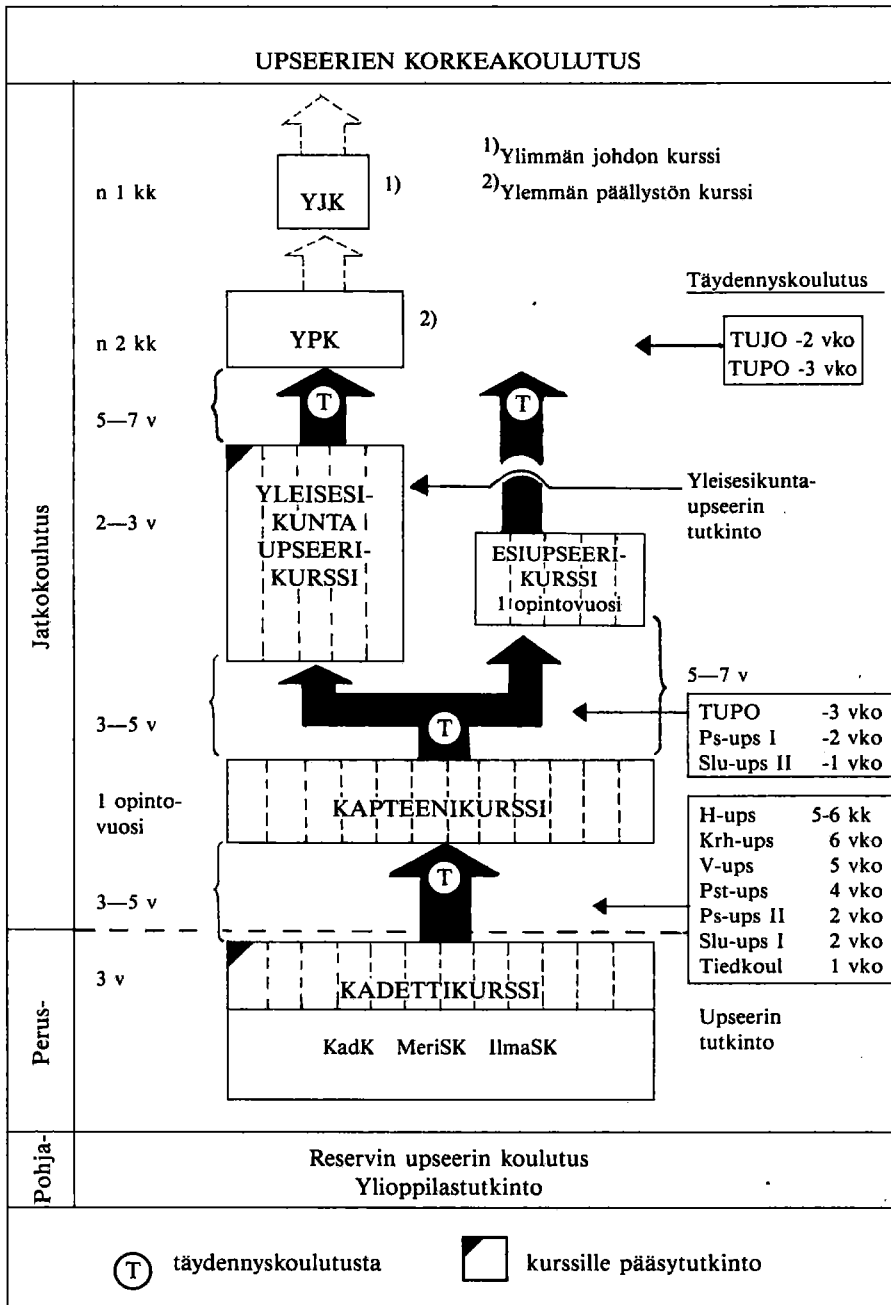 UPSEERIEN KORKEAKOULUTUS
1) Ylimmän johdon kurssi
2) Ylemmän päällystön kurssi
n 1 kk
YJK
1)
Täydennyskoulutus
n 2 kk
YPK
2)
TUJO -2 vko
TUPO -3 vko
5—7 v
T
T
Jatkokoulutus
2—3 v
YLEISESI-
KUNTA
UPSEERI-
KURSSI
Yleisesikunta-
upseerin
tutkinto
ESIUPSEERI-
KURSSI
1 opintovuosi
5—7 v
3—5 v
T
TUPO -3 vko
Ps-ups I -2 vko
Slu-ups II -1 vko
1 opinto-
vuosi
KAPTEENIKURSSI
H-ups 5-6 kk
Krh-ups 6 vko
V-ups 5 vko
Pst-ups 4 vko
Ps-ups II 2 vko
Slu-ups I 2 vko
Tiedkoul 1 vko
3—5 v
T
Perus-
3 v
KADETTIKURSSI
KadK MeriSK IlmaSK
Upseerin
tutkinto
Pohja-
Reservin upseerin koulutus
Ylioppilastutkinto
T täydennyskoulutusta
kurssille pääsytutkinto